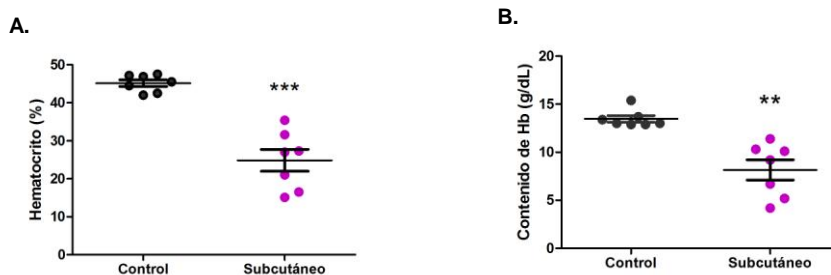 A.
Hematocrito (%)
50
40
30
20
10
0
***
Control
Subcutáneo
B.
Contenido de Hb (g/dL)
20
15
10
5
0
**
Control
Subcutáneo